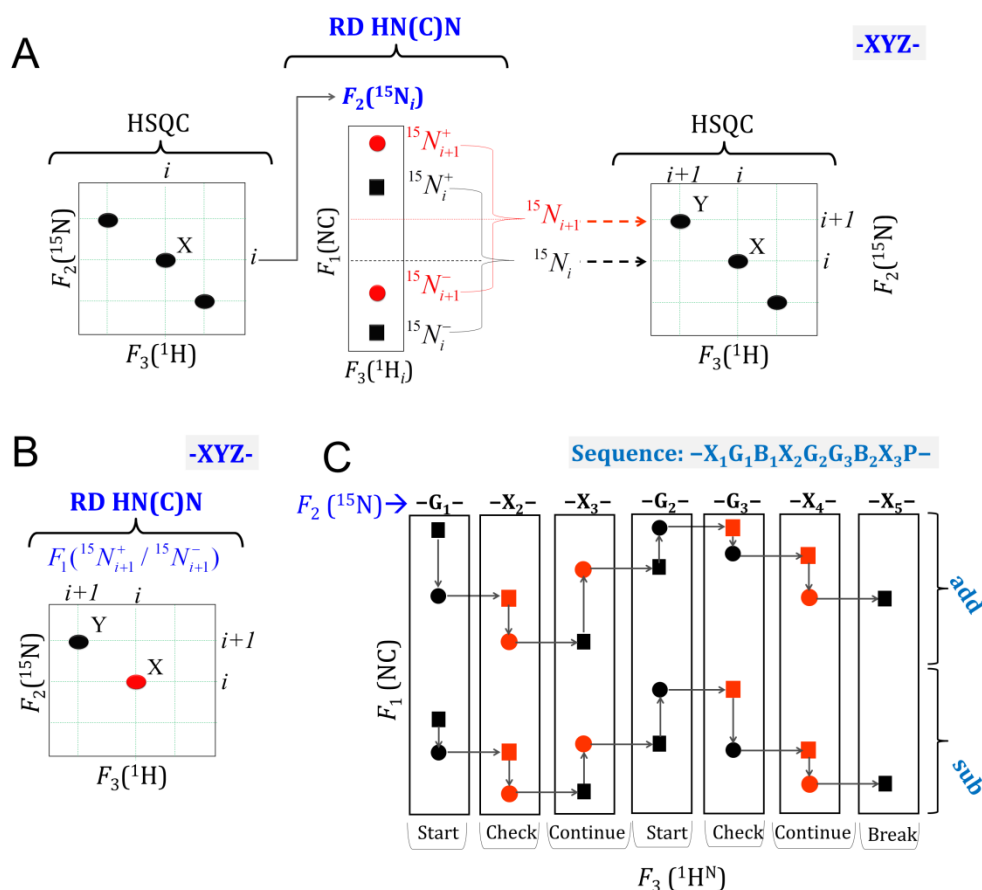 A
RD HN(C)N
-XYZ-
F₂(¹⁵Nᵢ)
HSQC
i
F₂(¹⁵N)
X
i
F₃(¹H)
F₁(NC)
¹⁵N⁺ᵢ₊₁
¹⁵N⁺ᵢ
¹⁵N⁻ᵢ₊₁
¹⁵N⁻ᵢ
F₃(¹Hᵢ)
¹⁵Nᵢ₊₁
¹⁵Nᵢ
HSQC
i+1 i
Y
X
i+1
i
F₂(¹⁵N)
F₃(¹H)
B
-XYZ-
RD HN(C)N
F₁(¹⁵N⁺ᵢ₊₁ / ¹⁵N⁻ᵢ₊₁)
i+1 i
Y
X
i+1
i
F₂(¹⁵N)
F₃(¹H)
C
Sequence: –X₁G₁B₁X₂G₂G₃B₂X₃P–
F₂ (¹⁵N) –G₁– –X₂– –X₃– –G₂– –G₃– –X₄– –X₅–
F₁ (NC)
add
sub
Start Check Continue Start Check Continue Break
F₃ (¹Hᴺ)